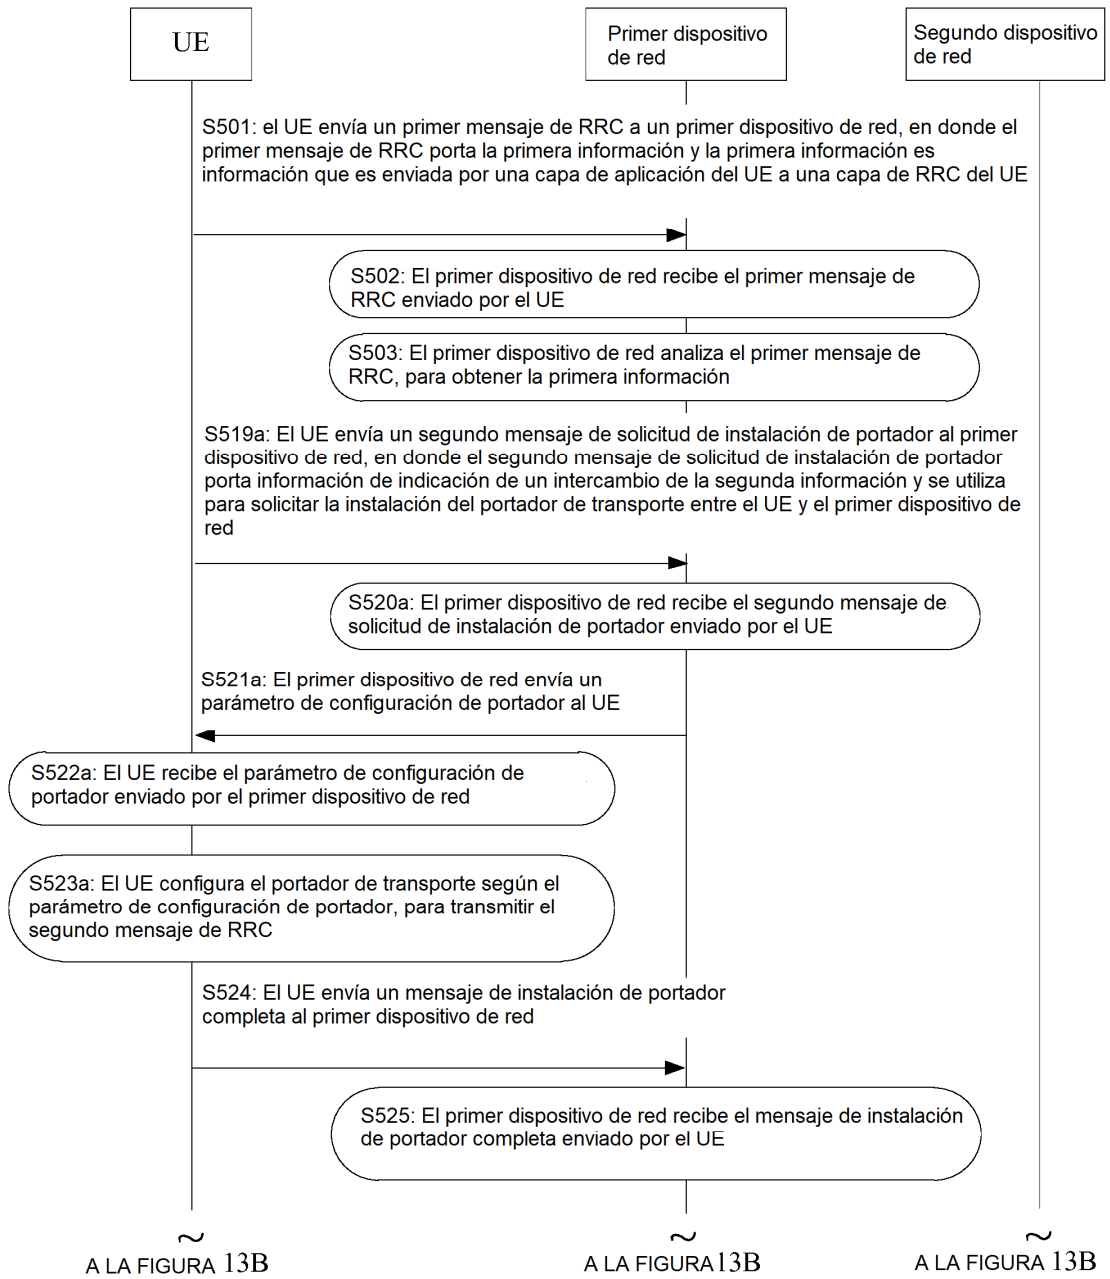 UE
Primer dispositivo
de red
Segundo dispositivo
de red
S501: el UE envía un primer mensaje de RRC a un primer dispositivo de red, en donde el
primer mensaje de RRC porta la primera información y la primera información es
información que es enviada por una capa de aplicación del UE a una capa de RRC del UE
S502: El primer dispositivo de red recibe el primer mensaje de
RRC enviado por el UE
S503: El primer dispositivo de red analiza el primer mensaje de
RRC, para obtener la primera información
S519a: El UE envía un segundo mensaje de solicitud de instalación de portador al primer
dispositivo de red, en donde el segundo mensaje de solicitud de instalación de portador
porta información de indicación de un intercambio de la segunda información y se utiliza
para solicitar la instalación del portador de transporte entre el UE y el primer dispositivo de
red
S520a: El primer dispositivo de red recibe el segundo mensaje de
solicitud de instalación de portador enviado por el UE
S521a: El primer dispositivo de red envía un
parámetro de configuración de portador al UE
S522a: El UE recibe el parámetro de configuración de
portador enviado por el primer dispositivo de red
S523a: El UE configura el portador de transporte según el
parámetro de configuración de portador, para transmitir el
segundo mensaje de RRC
S524: El UE envía un mensaje de instalación de portador
completa al primer dispositivo de red
S525: El primer dispositivo de red recibe el mensaje de instalación
de portador completa enviado por el UE
A LA FIGURA 13B
A LA FIGURA 13B
A LA FIGURA 13B